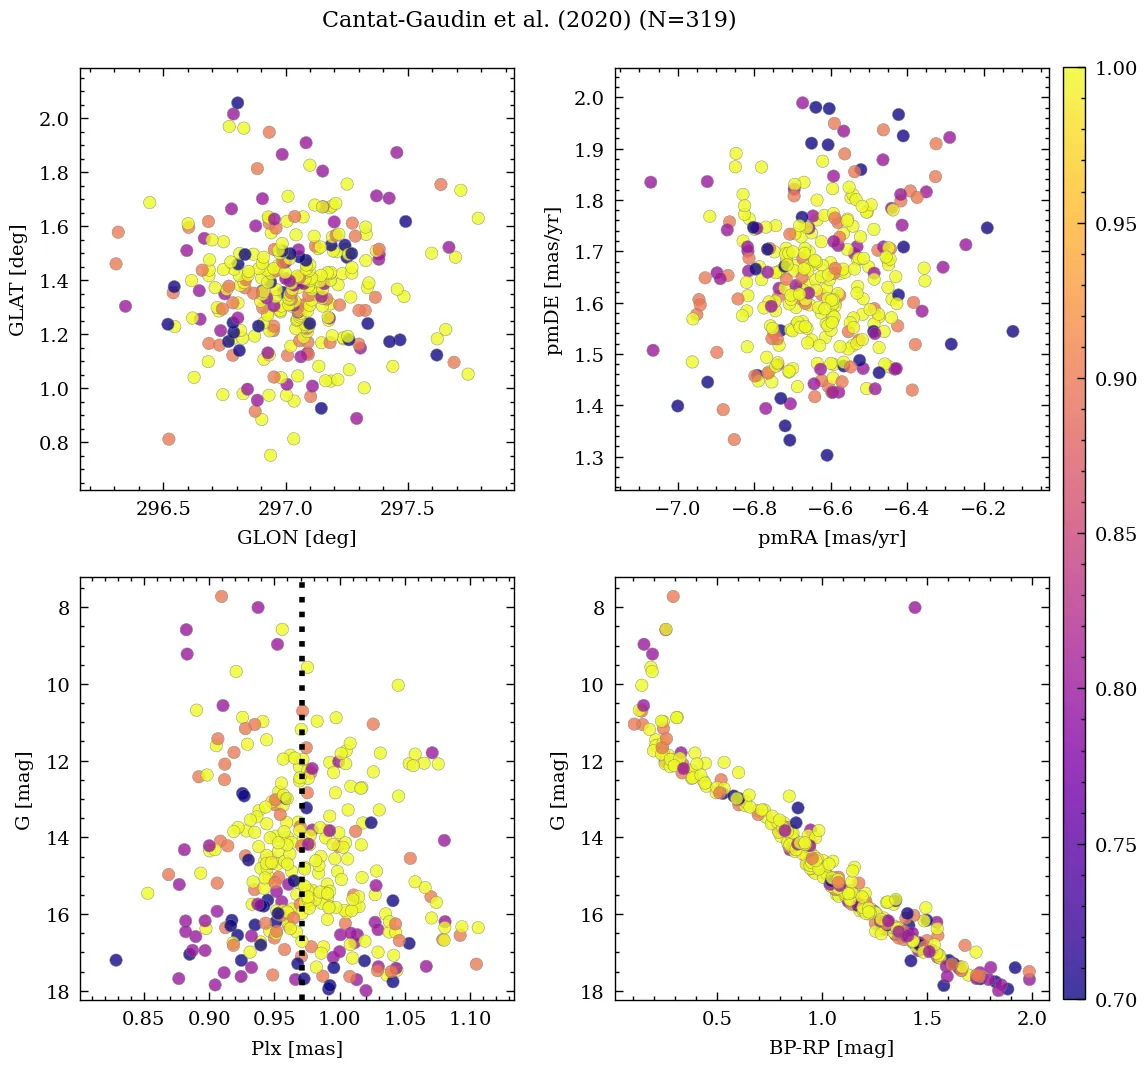 Cantat-Gaudin et al. (2020) (N=319)
GLAT [deg]
2.0
1.8
1.6
1.4
1.2
1.0
0.8
296.5 297.0 297.5
GLON [deg]
pmDE [mas/yr]
2.0
1.9
1.8
1.7
1.6
1.5
1.4
1.3
−7.0 −6.8 −6.6 −6.4 −6.2
pmRA [mas/yr]
G [mag]
8
10
12
14
16
18
0.85 0.90 0.95 1.00 1.05 1.10
Plx [mas]
G [mag]
8
10
12
14
16
18
0.5 1.0 1.5 2.0
BP-RP [mag]
1.00
0.95
0.90
0.85
0.80
0.75
0.70